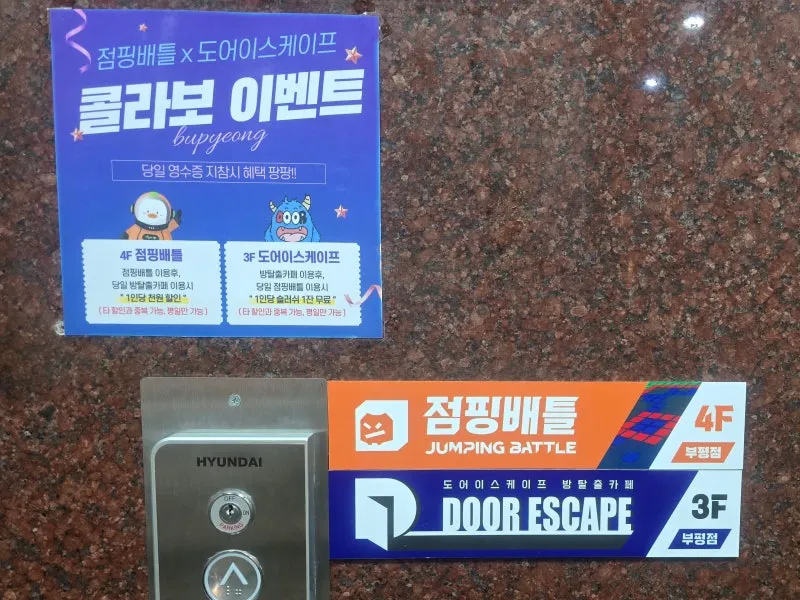 점핑배틀 x 도어이스케이프
콜라보 이벤트
bupyeong
당일 영수증 지참시 혜택 팡팡!!
4F 점핑배틀
점핑배틀 이용후,
당일 방탈출카페 이용시
"1인당 천원 할인"
(타 할인과 중복 가능, 평일만 가능)
DOOR
3F 도어이스케이프
방탈출카페 이용후,
당일 점핑배틀 이용시
"1인당 슬러쉬 1잔 무료"
(타 할인과 중복 가능, 평일만 가능)
점핑배틀
JUMPING BATTLE
4F
부평점
도어이스케이프 방탈출카페
DOOR ESCAPE
3F
부평점
HYUNDAI
OFF
ON
PARKING